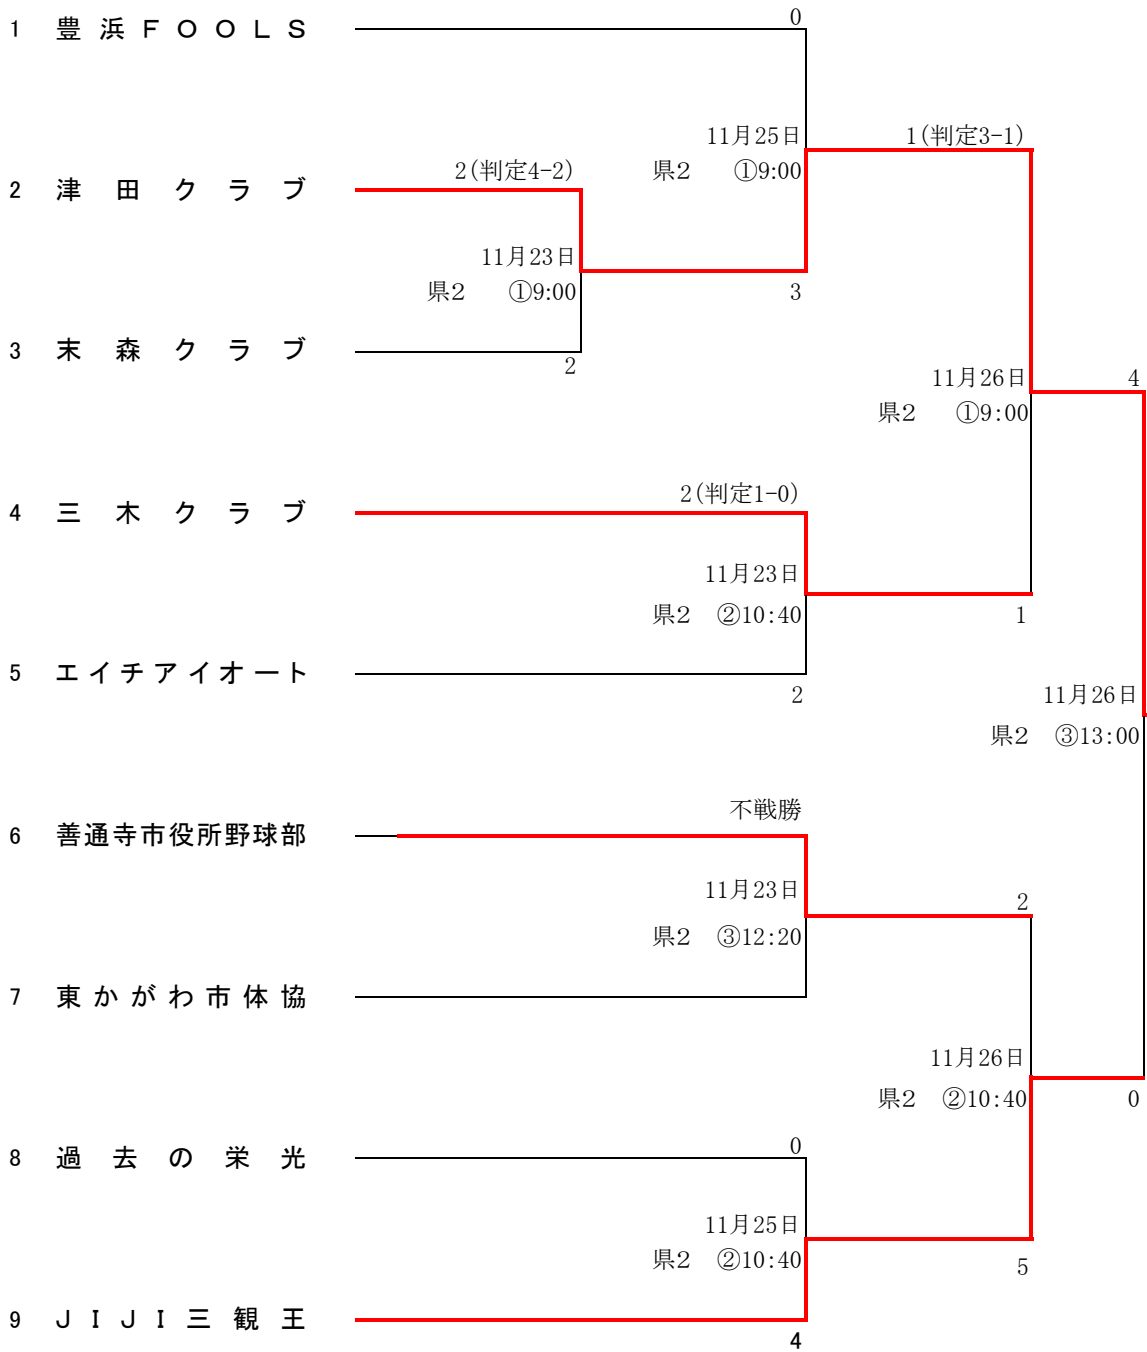 0
1 豊浜ＦＯＯＬＳ
11月25日
1(判定3-1)
県2 ①9:00
2(判定4-2)
2 津田クラブ
11月23日
県2 ①9:00
3
3 末森クラブ
2
11月26日
4
県2 ①9:00
2(判定1-0)
4 三木クラブ
11月23日
県2 ②10:40
1
5 エイチアイオート
2
11月26日
県2 ③13:00
不戦勝
6 善通寺市役所野球部
11月23日
2
県2 ③12:20
7 東かがわ市体協
11月26日
県2 ②10:40
0
0
8 過去の栄光
11月25日
県2 ②10:40
5
9 ＪＩＪＩ三観王
4